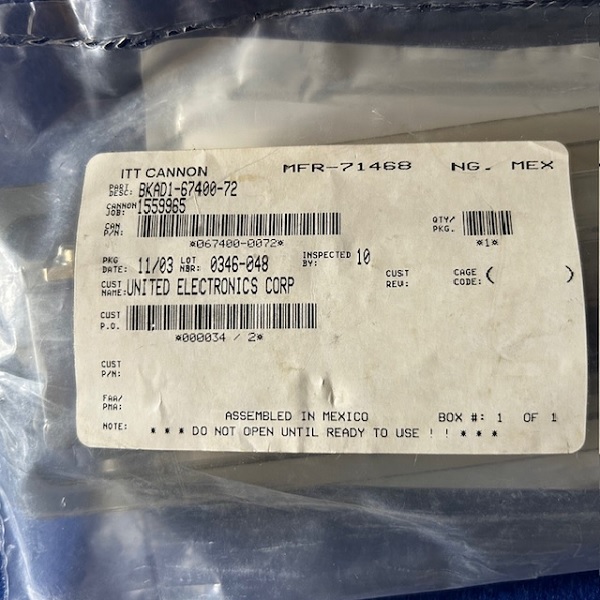 ITT CANNON MFR-71468 NG. MEX
PART DESC: BKAD1-67400-72
CANNON JOB: 1559965
CAN P/N: QTY/ PKG.
*067400-0072* *1*
PKG DATE: 11/03 LOT NBR: 0346-048 INSPECTED BY: 10
CUST REV: CAGE CODE: ( )
CUST NAME: UNITED ELECTRONICS CORP
CUST P.O.
*000034 / 2*
CUST P/N:
FAA/ PMA:
ASSEMBLED IN MEXICO BOX #: 1 OF 1
NOTE: * * * DO NOT OPEN UNTIL READY TO USE ! ! * * *